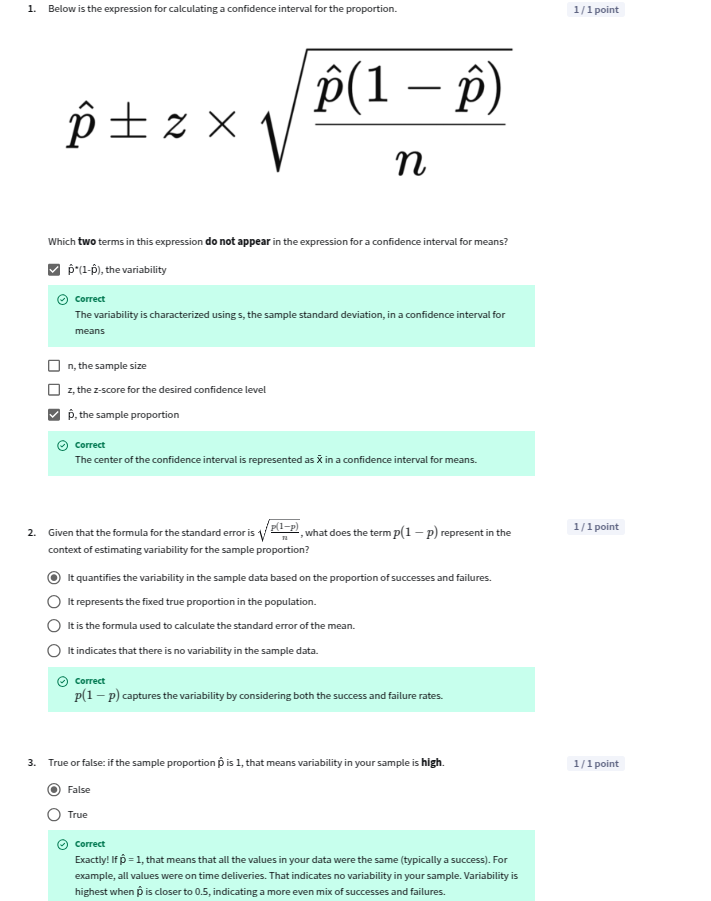 1. Below is the expression for calculating a confidence interval for the proportion. 1 / 1 point
p̂ ± z × √(p̂(1 − p̂) / n)
Which two terms in this expression do not appear in the expression for a confidence interval for means?
p̂*(1-p̂), the variability
Correct
The variability is characterized using s, the sample standard deviation, in a confidence interval for
means
n, the sample size
z, the z-score for the desired confidence level
p̂, the sample proportion
Correct
The center of the confidence interval is represented as x̄ in a confidence interval for means.
2. Given that the formula for the standard error is √(p(1−p)/n), what does the term p(1 − p) represent in the 1 / 1 point
context of estimating variability for the sample proportion?
It quantifies the variability in the sample data based on the proportion of successes and failures.
It represents the fixed true proportion in the population.
It is the formula used to calculate the standard error of the mean.
It indicates that there is no variability in the sample data.
Correct
p(1 − p) captures the variability by considering both the success and failure rates.
3. True or false: if the sample proportion p̂ is 1, that means variability in your sample is high. 1 / 1 point
False
True
Correct
Exactly! If p̂ = 1, that means that all the values in your data were the same (typically a success). For
example, all values were on time deliveries. That indicates no variability in your sample. Variability is
highest when p̂ is closer to 0.5, indicating a more even mix of successes and failures.